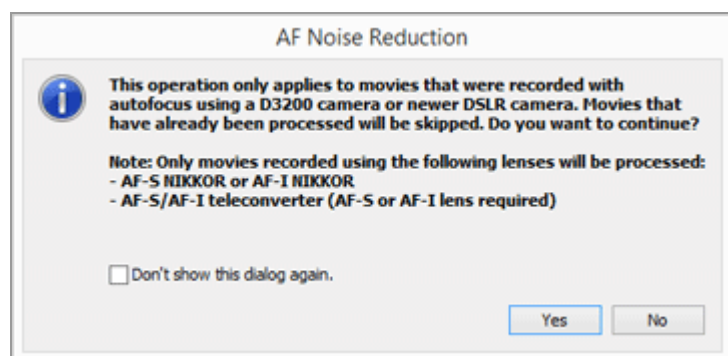 AF Noise Reduction
This operation only applies to movies that were recorded with
autofocus using a D3200 camera or newer DSLR camera. Movies that
have already been processed will be skipped. Do you want to continue?
Note: Only movies recorded using the following lenses will be processed:
- AF-S NIKKOR or AF-I NIKKOR
- AF-S/AF-I teleconverter (AF-S or AF-I lens required)
Don't show this dialog again.
Yes
No